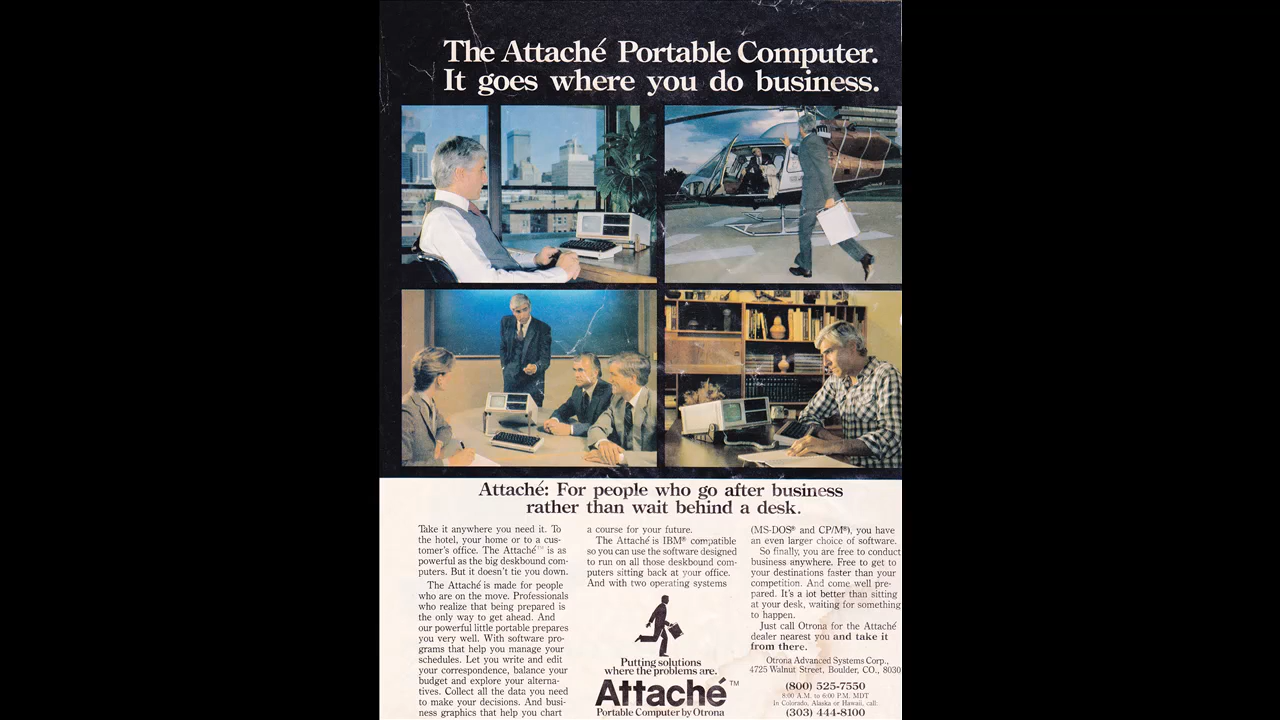 The Attaché Portable Computer.
It goes where you do business.
Attaché: For people who go after business
rather than wait behind a desk.
Take it anywhere you need it. To
the hotel, your home or to a cus-
tomer's office. The Attaché™ is as
powerful as the big deskbound com-
puters. But it doesn't tie you down.
The Attaché is made for people
who are on the move. Professionals
who realize that being prepared is
the only way to get ahead. And
our powerful little portable prepares
you very well. With software pro-
grams that help you manage your
schedules. Let you write and edit
your correspondence, balance your
budget and explore your alterna-
tives. Collect all the data you need
to make your decisions. And busi-
ness graphics that help you chart
a course for your future.
The Attaché is IBM® compatible
so you can use the software designed
to run on all those deskbound com-
puters sitting back at your office.
And with two operating systems
(MS-DOS® and CP/M®), you have
an even larger choice of software.
So finally, you are free to conduct
business anywhere. Free to get to
your destinations faster than your
competition. And come well pre-
pared. It's a lot better than sitting
at your desk, waiting for something
to happen.
Just call Otrona for the Attaché
dealer nearest you and take it
from there.
Putting solutions
where the problems are.
Attaché™
Portable Computer by Otrona
Otrona Advanced Systems Corp.,
4725 Walnut Street, Boulder, CO., 8030
(800) 525-7550
8:00 A.M. to 6:00 P.M. MDT
In Colorado, Alaska or Hawaii, call:
(303) 444-8100